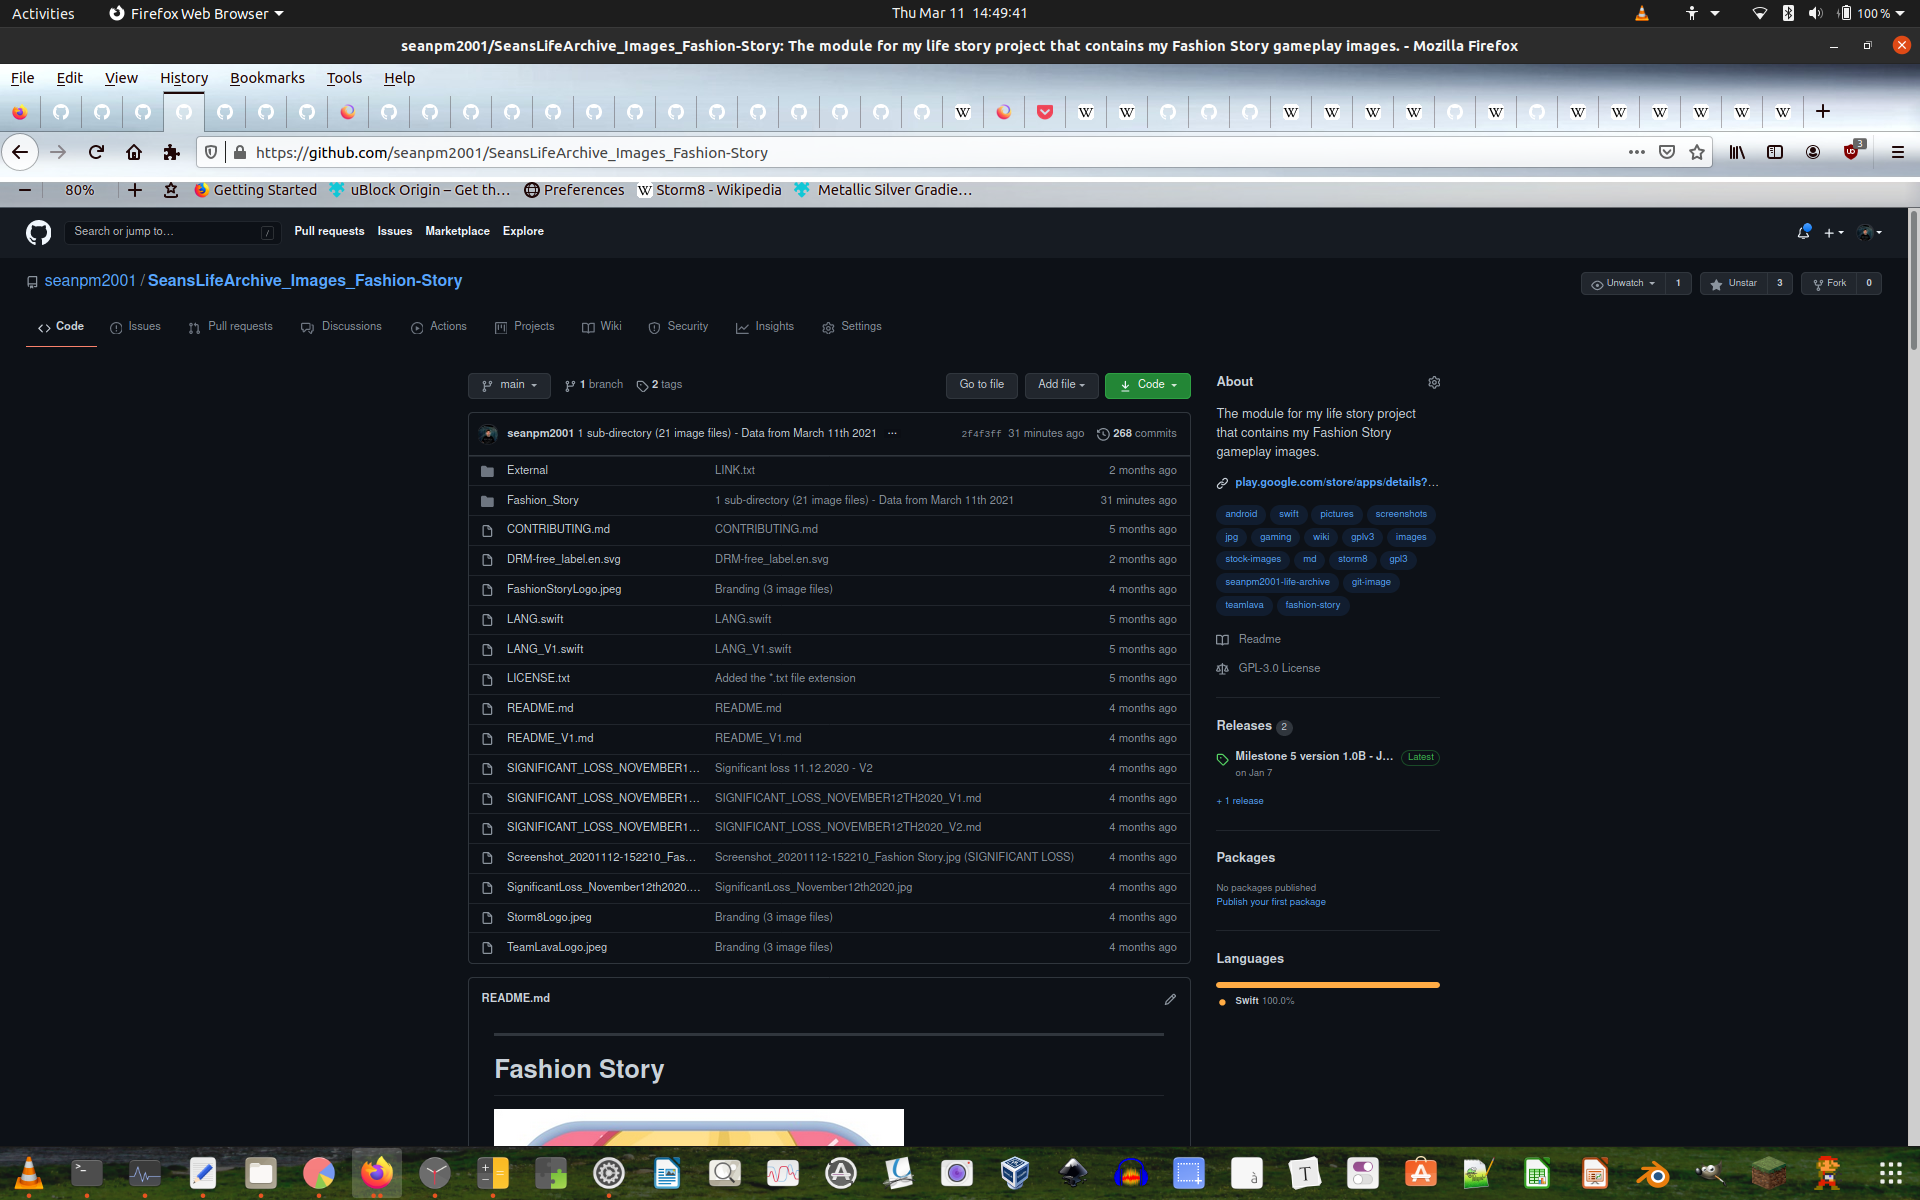 Activities Firefox Web Browser Thu Mar 11 14:49:41 100 %
seanpm2001/SeansLifeArchive_Images_Fashion-Story: The module for my life story project that contains my Fashion Story gameplay images. - Mozilla Firefox
File Edit View History Bookmarks Tools Help
https://github.com/seanpm2001/SeansLifeArchive_Images_Fashion-Story 3
80% Getting Started uBlock Origin – Get th… Preferences Storm8 - Wikipedia Metallic Silver Gradie…
Search or jump to… / Pull requests Issues Marketplace Explore
seanpm2001 / SeansLifeArchive_Images_Fashion-Story Unwatch 1 Unstar 3 Fork 0
Code Issues Pull requests Discussions Actions Projects Wiki Security Insights Settings
main 1 branch 2 tags Go to file Add file Code
seanpm2001 1 sub-directory (21 image files) - Data from March 11th 2021 ... 2f4f3ff 31 minutes ago 268 commits
External LINK.txt 2 months ago
Fashion_Story 1 sub-directory (21 image files) - Data from March 11th 2021 31 minutes ago
CONTRIBUTING.md CONTRIBUTING.md 5 months ago
DRM-free_label.en.svg DRM-free_label.en.svg 2 months ago
FashionStoryLogo.jpeg Branding (3 image files) 4 months ago
LANG.swift LANG.swift 5 months ago
LANG_V1.swift LANG_V1.swift 5 months ago
LICENSE.txt Added the *.txt file extension 5 months ago
README.md README.md 4 months ago
README_V1.md README_V1.md 4 months ago
SIGNIFICANT_LOSS_NOVEMBER1... Significant loss 11.12.2020 - V2 4 months ago
SIGNIFICANT_LOSS_NOVEMBER1... SIGNIFICANT_LOSS_NOVEMBER12TH2020_V1.md 4 months ago
SIGNIFICANT_LOSS_NOVEMBER1... SIGNIFICANT_LOSS_NOVEMBER12TH2020_V2.md 4 months ago
Screenshot_20201112-152210_Fas... Screenshot_20201112-152210_Fashion Story.jpg (SIGNIFICANT LOSS) 4 months ago
SignificantLoss_November12th2020.... SignificantLoss_November12th2020.jpg 4 months ago
Storm8Logo.jpeg Branding (3 image files) 4 months ago
TeamLavaLogo.jpeg Branding (3 image files) 4 months ago
README.md
Fashion Story
About
The module for my life story project
that contains my Fashion Story
gameplay images.
play.google.com/store/apps/details?...
android swift pictures screenshots
jpg gaming wiki gplv3 images
stock-images md storm8 gpl3
seanpm2001-life-archive git-image
teamlava fashion-story
Readme
GPL-3.0 License
Releases 2
Milestone 5 version 1.0B - J... Latest
on Jan 7
+ 1 release
Packages
No packages published
Publish your first package
Languages
Swift 100.0%